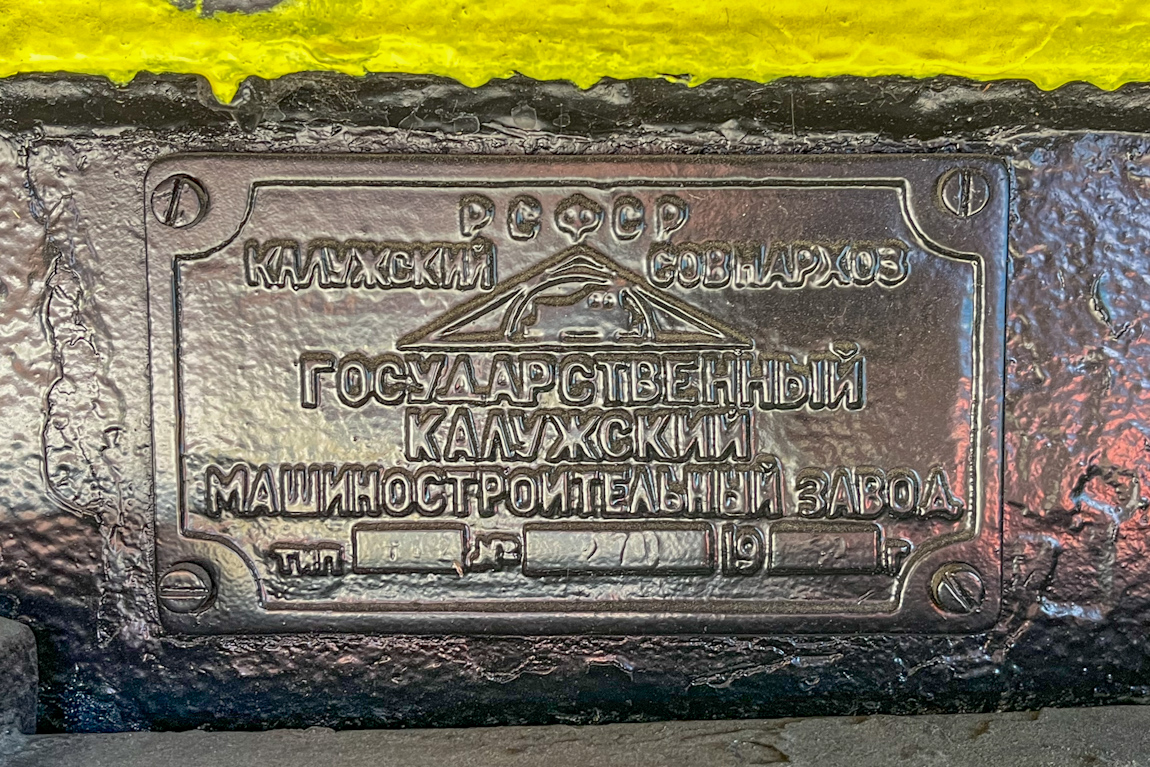 РСФСР
КАЛУЖСКИЙ СОВНАРХОЗ
ГОСУДАРСТВЕННЫЙ
КАЛУЖСКИЙ
МАШИНОСТРОИТЕЛЬНЫЙ ЗАВОД
ТИП № 19 г.